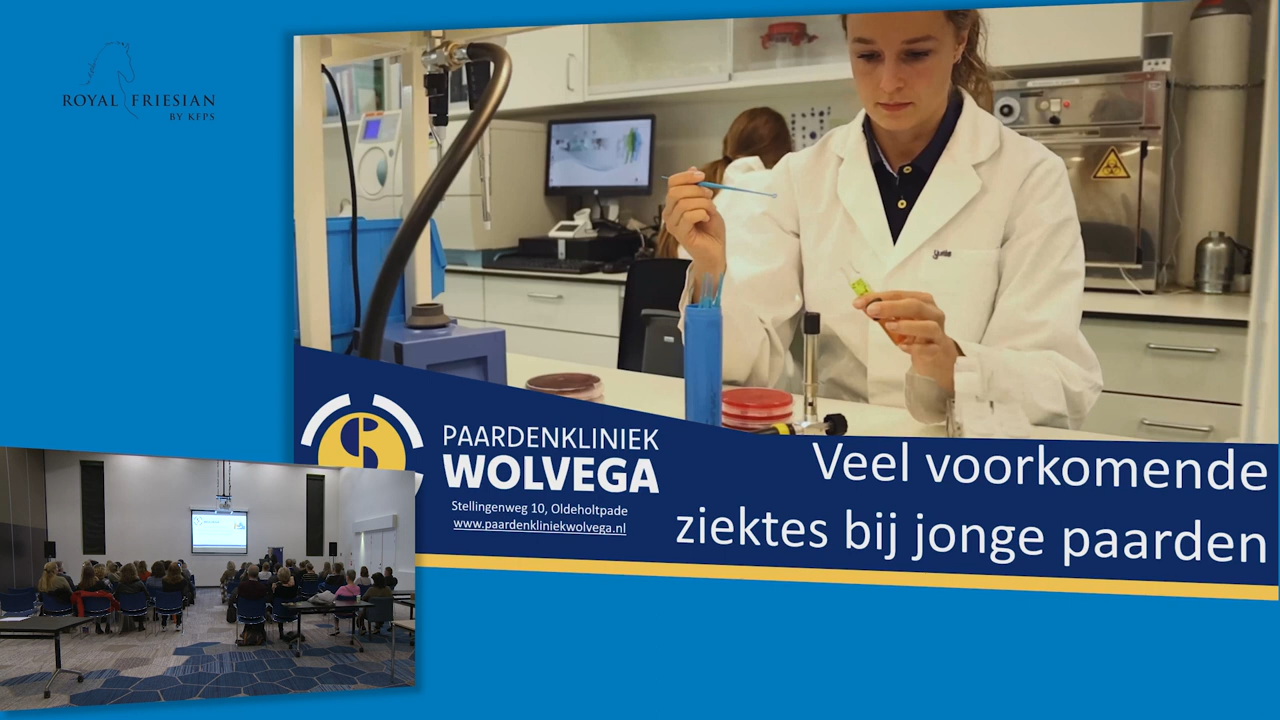 ROYAL FRIESIAN
BY KFPS
PAARDENKLINIEK
WOLVEGA
Stellingenweg 10, Oldeholtpade
www.paardenkliniekwolvega.nl
Veel voorkomende
ziektes bij jonge paarden